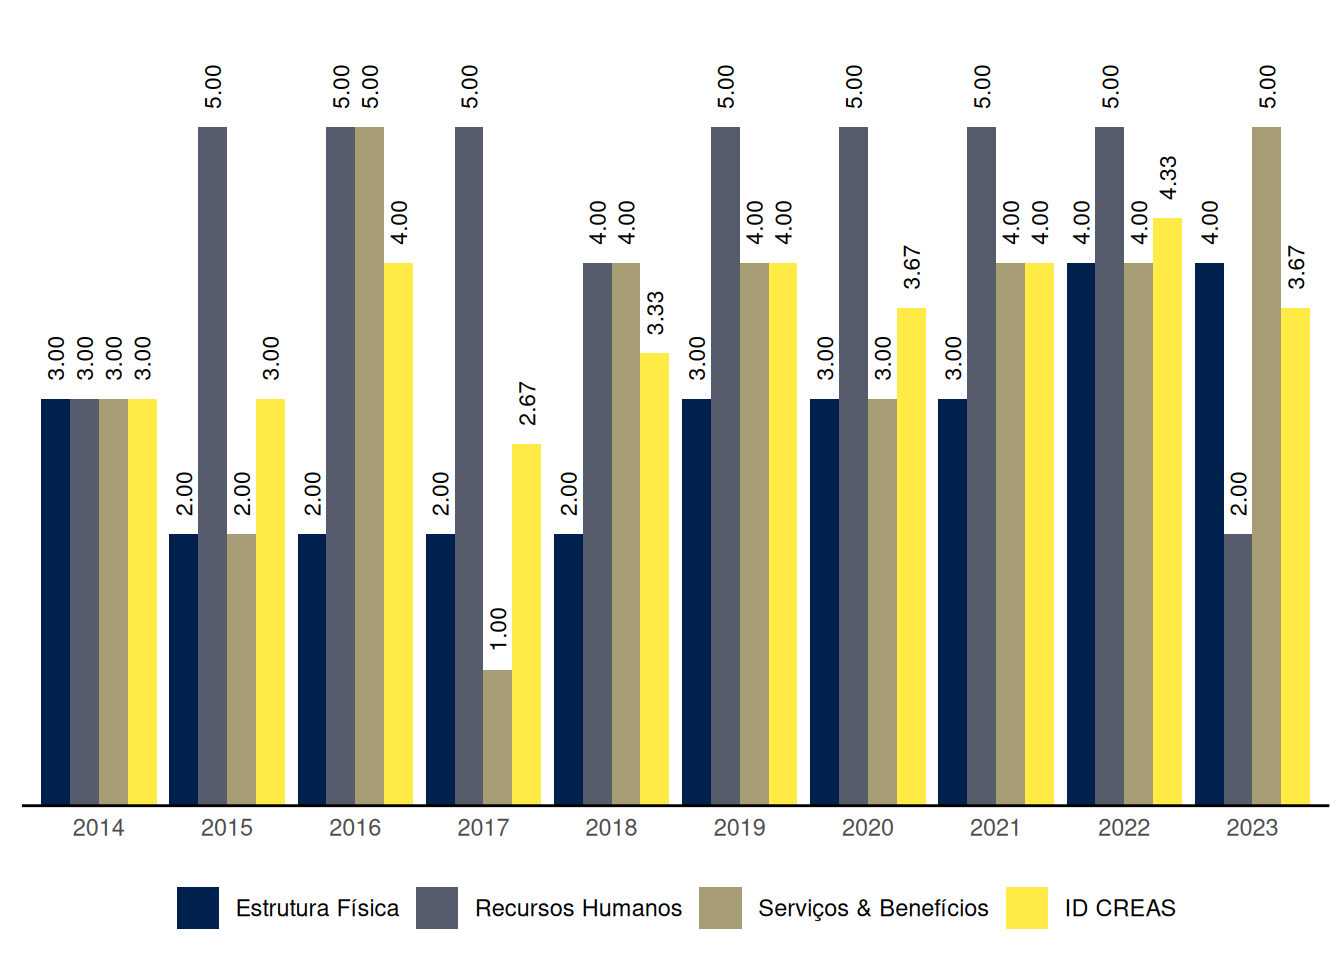 5.00 5.00 5.00 5.00 5.00 5.00 5.00 5.00 5.00
4.33
4.00 4.00 4.00 4.00 4.00 4.00 4.00 4.00 4.00 4.00
3.67 3.67
3.33
3.00 3.00 3.00 3.00 3.00 3.00 3.00 3.00 3.00
2.67
2.00 2.00 2.00 2.00 2.00 2.00
1.00
2014 2015 2016 2017 2018 2019 2020 2021 2022 2023
Estrutura Física Recursos Humanos Serviços & Benefícios ID CREAS